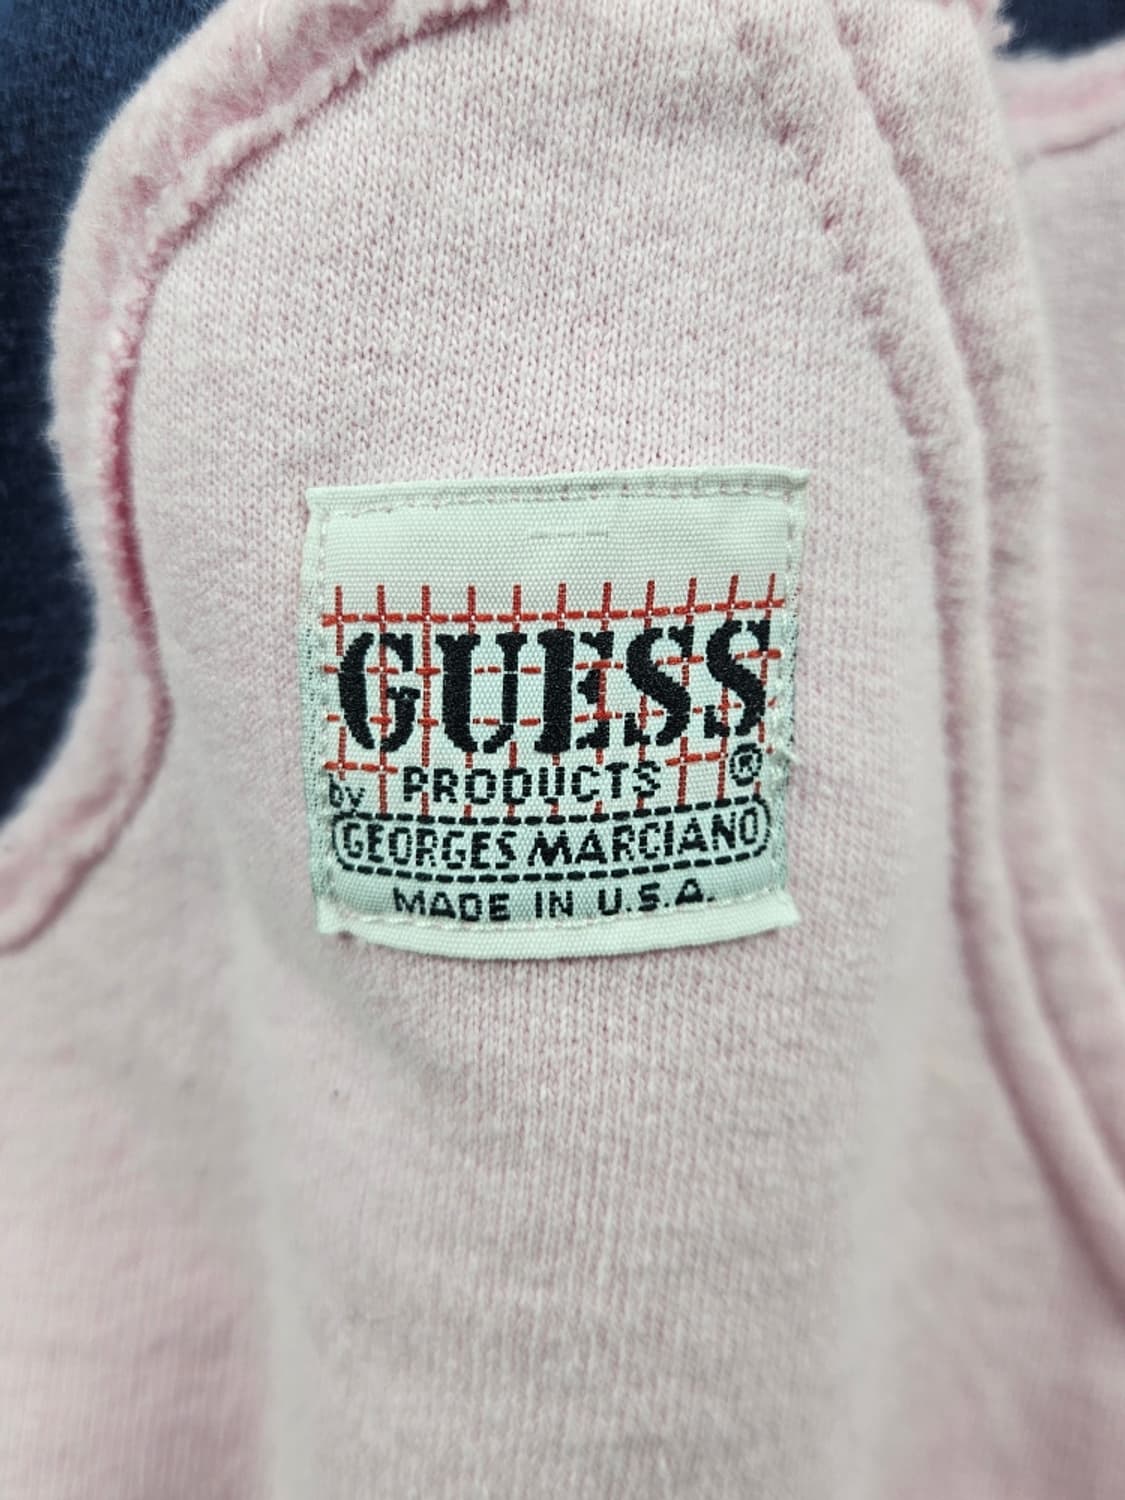 GUESS
PRODUCTS ®
by
GEORGES MARCIANO
MADE IN U.S.A.